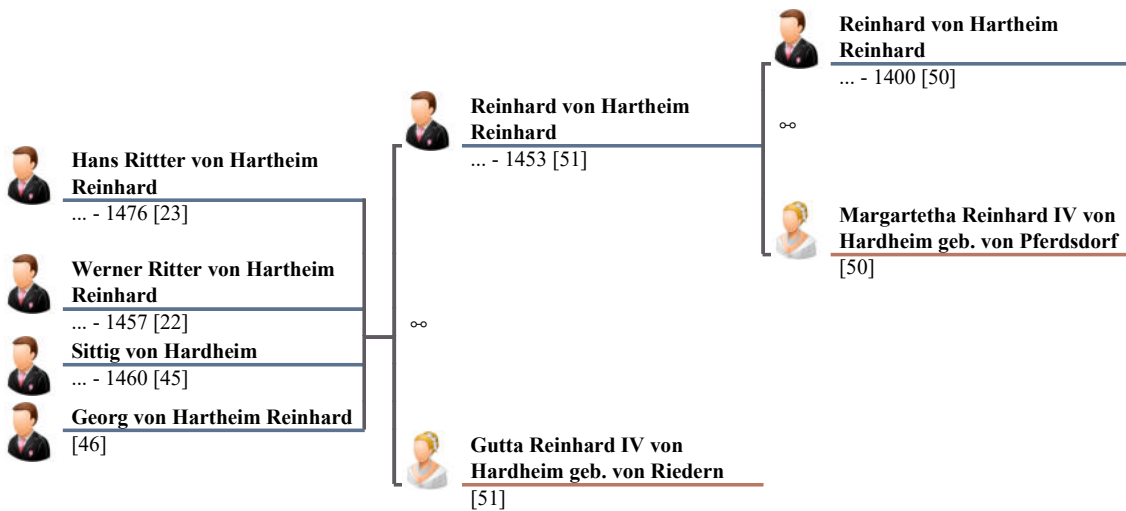 Hans Rittter von Hartheim
Reinhard
... - 1476 [23]
Werner Ritter von Hartheim
Reinhard
... - 1457 [22]
Sittig von Hardheim
... - 1460 [45]
Georg von Hartheim Reinhard
[46]
Reinhard von Hartheim
Reinhard
... - 1453 [51]
Gutta Reinhard IV von
Hardheim geb. von Riedern
[51]
Reinhard von Hartheim
Reinhard
... - 1400 [50]
Margartetha Reinhard IV von
Hardheim geb. von Pferdsdorf
[50]